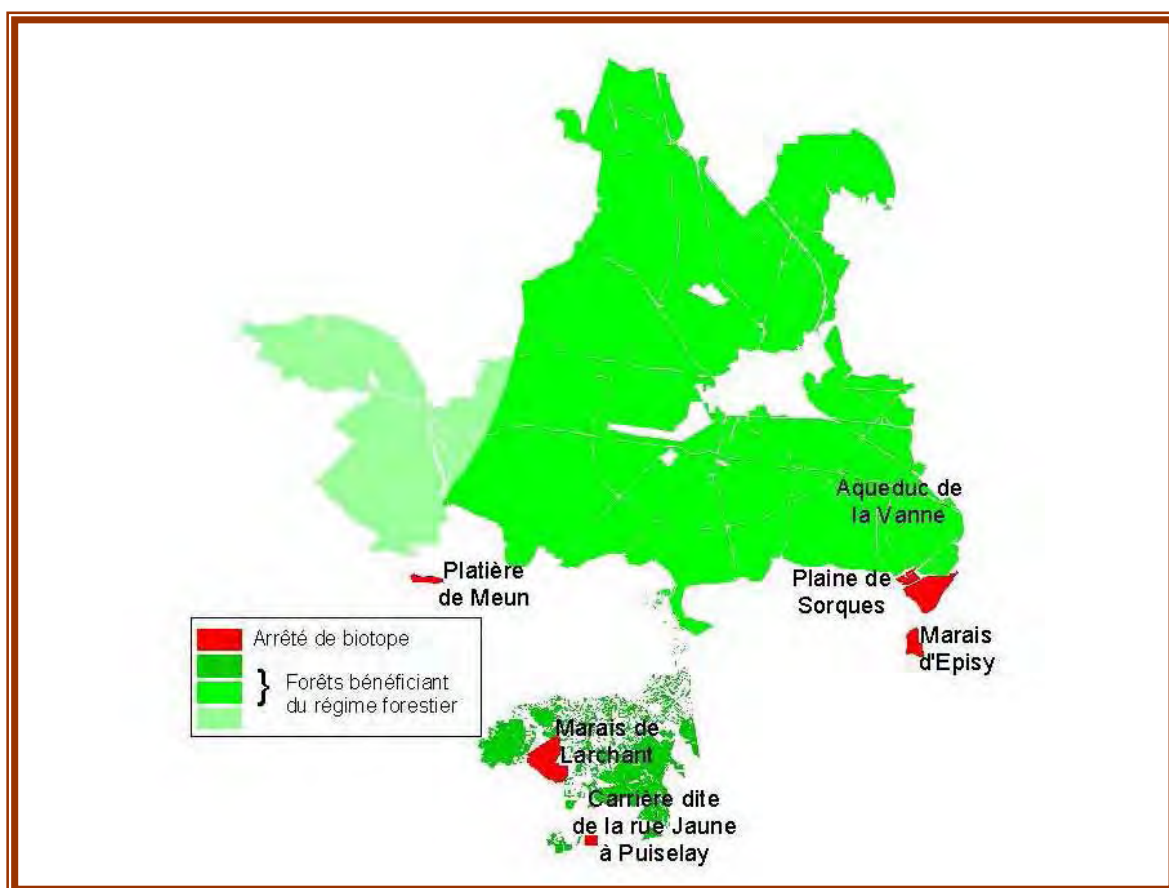 Aqueduc de
la Vanne
Platière
de Meun
Plaine de
Sorques
Marais
d'Episy
Arrêté de biotope
} Forêts bénéficiant
du régime forestier
Marais de
Larchant
Carrière dite
de la rue Jaune
à Puiselay